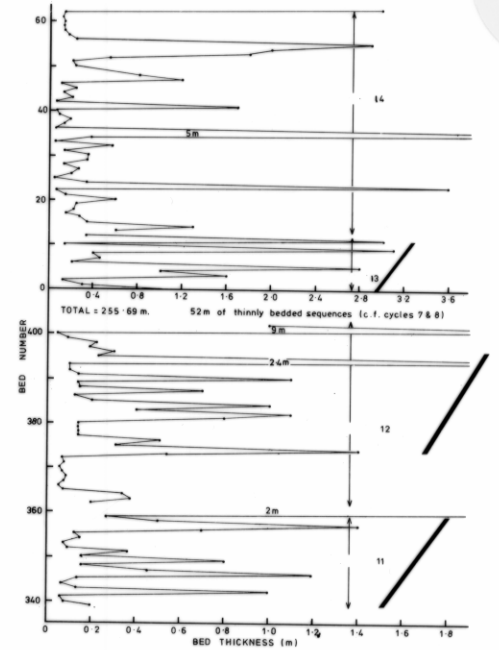 60
40
5m
14
20
13
0
0·4 0·8 1·2 1·6 2·0 2·4 2·8 3·2 3·6
TOTAL = 255·69 m. 52m of thinnly bedded sequences (c.f. cycles 7 & 8)
BED NUMBER
400
9m
2·4m
380
12
360
2m
11
340
0 0·2 0·4 0·6 0·8 1·0 1·2 1·4 1·6 1·8
BED THICKNESS (m)